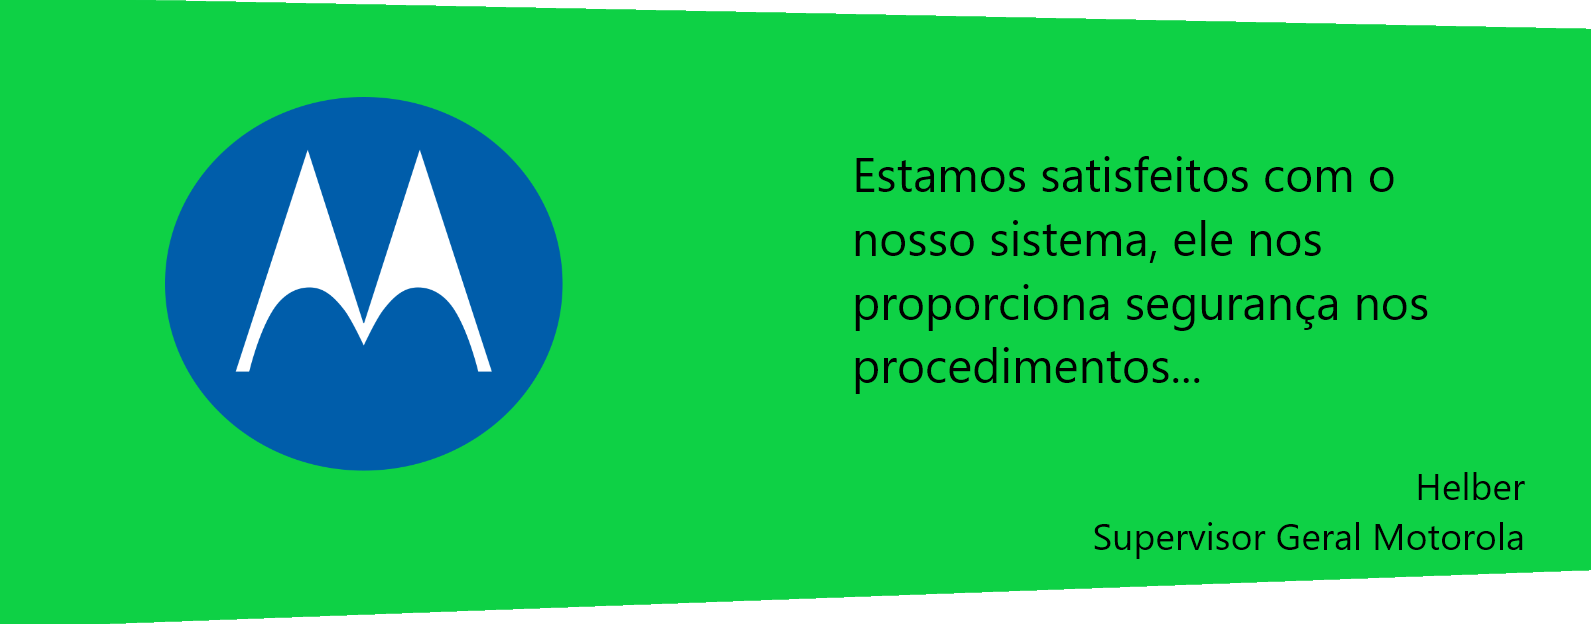 Estamos satisfeitos com o
nosso sistema, ele nos
proporciona segurança nos
procedimentos...
Helber
Supervisor Geral Motorola